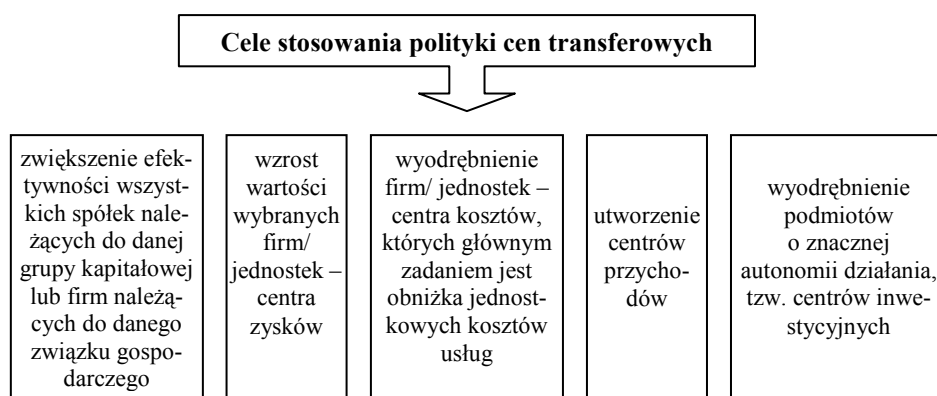 Cele stosowania polityki cen transferowych
zwiększenie efek-
tywności wszyst-
kich spółek nale-
żących do danej
grupy kapitałowej
lub firm należą-
cych do danego
związku gospo-
darczego
wzrost
wartości
wybranych
firm/
jednostek –
centra
zysków
wyodrębnienie
firm/ jednostek –
centra kosztów,
których głównym
zadaniem jest
obniżka jednost-
kowych kosztów
usług
utworzenie
centrów
przycho-
dów
wyodrębnienie
podmiotów
o znacznej
autonomii działania,
tzw. centrów inwe-
stycyjnych